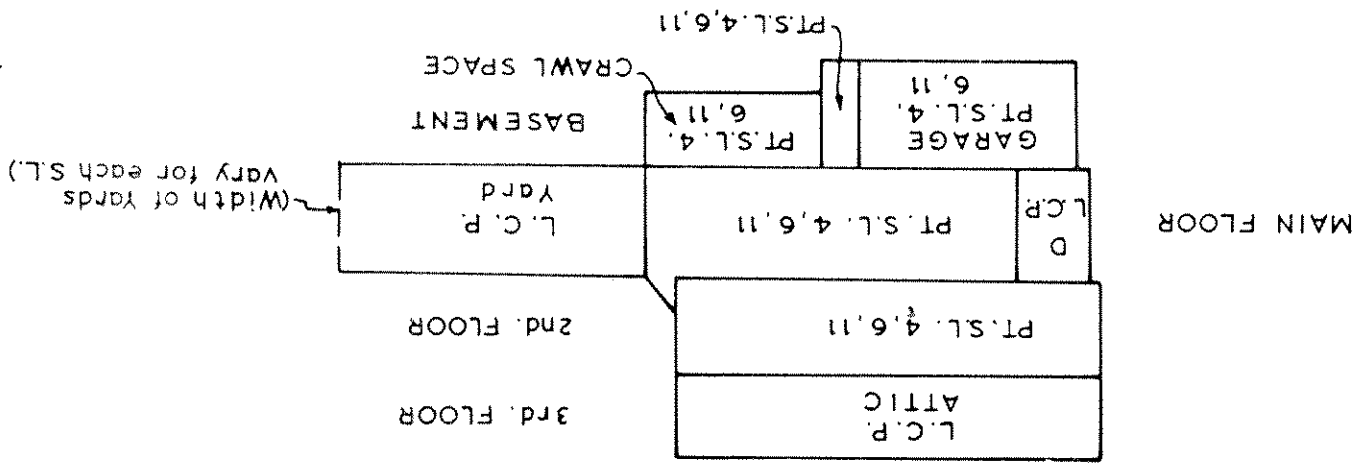 L.C.P.
ATTIC
3rd. FLOOR
PT.S.L. 4,6,11
2nd. FLOOR
MAIN FLOOR
D
L.C.P.
PT.S.L. 4,6,11
L.C.P.
Yard
(Width of Yards
vary for each S.L.)
GARAGE
PT.S.L. 4,
6,11
PT.S.L.4,
6,11
BASEMENT
CRAWL SPACE
PT.S.L.4,6,11